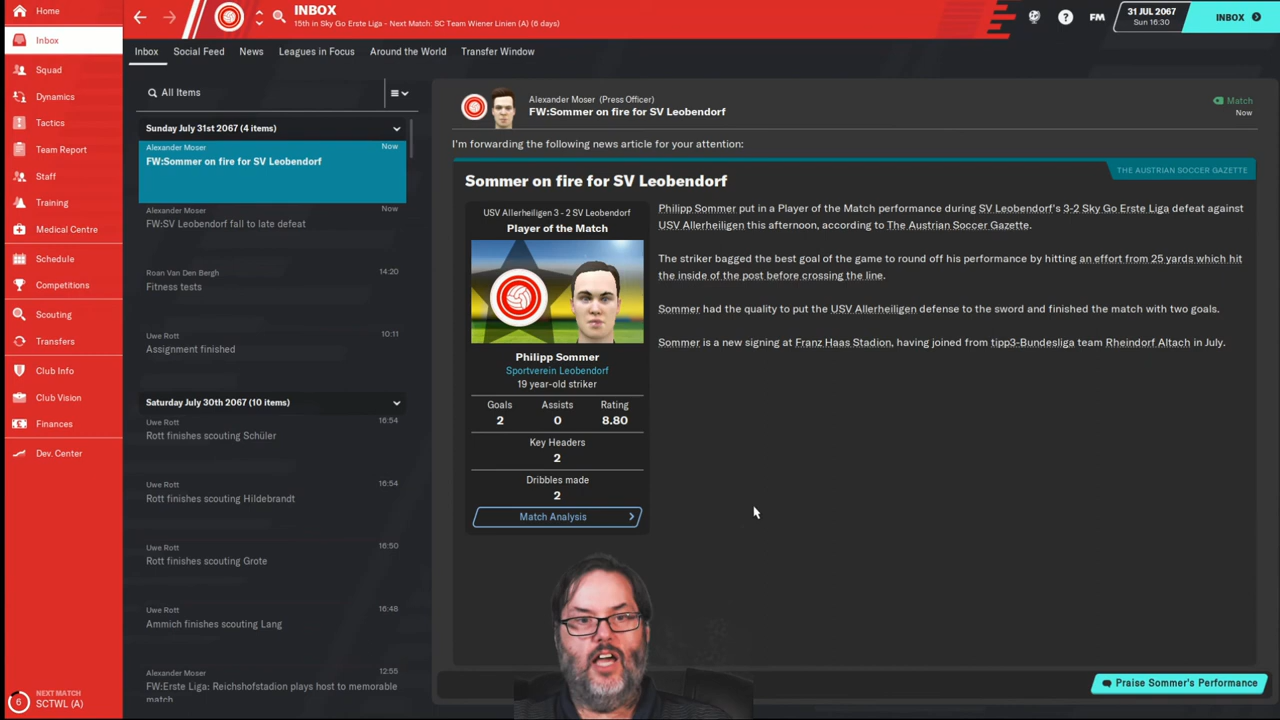 Home
Inbox
Squad
Dynamics
Tactics
Team Report
Staff
Training
Medical Centre
Schedule
Competitions
Scouting
Transfers
Club Info
Club Vision
Finances
Dev. Center
6
NEXT MATCH
SCTWL (A)
INBOX
15th in Sky Go Erste Liga - Next Match: SC Team Wiener Linien (A) (6 days)
?
FM
31 JUL 2067
Sun 16:30
INBOX
Inbox
Social Feed
News
Leagues in Focus
Around the World
Transfer Window
All Items
Sunday July 31st 2067 (4 items)
Alexander Moser
Now
FW:Sommer on fire for SV Leobendorf
Alexander Moser
Now
FW:SV Leobendorf fall to late defeat
Roan Van Den Bergh
14:20
Fitness tests
Uwe Rott
10:11
Assignment finished
Saturday July 30th 2067 (10 items)
Uwe Rott
16:54
Rott finishes scouting Schüler
Uwe Rott
16:54
Rott finishes scouting Hildebrandt
Uwe Rott
16:50
Rott finishes scouting Grote
Uwe Rott
16:48
Ammich finishes scouting Lang
Alexander Moser
12:55
FW:Erste Liga: Reichshofstadion plays host to memorable
match
Alexander Moser (Press Officer)
FW:Sommer on fire for SV Leobendorf
Match
Now
I'm forwarding the following news article for your attention:
THE AUSTRIAN SOCCER GAZETTE
Sommer on fire for SV Leobendorf
USV Allerheiligen 3 - 2 SV Leobendorf
Player of the Match
Philipp Sommer
Sportverein Leobendorf
19 year-old striker
Goals Assists Rating
2 0 8.80
Key Headers
2
Dribbles made
2
Match Analysis
Philipp Sommer put in a Player of the Match performance during SV Leobendorf's 3-2 Sky Go Erste Liga defeat against
USV Allerheiligen this afternoon, according to The Austrian Soccer Gazette.
The striker bagged the best goal of the game to round off his performance by hitting an effort from 25 yards which hit
the inside of the post before crossing the line.
Sommer had the quality to put the USV Allerheiligen defense to the sword and finished the match with two goals.
Sommer is a new signing at Franz Haas Stadion, having joined from tipp3-Bundesliga team Rheindorf Altach in July.
Praise Sommer's Performance